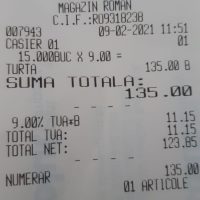 MAGAZIN ROMAN
C.I.F.:RO9318238
007943 09-02-2021 11:51
CASIER 01 01
15.000BUC X 9.00 =
TURTA 135.00 B
SUMA TOTALA:
135.00
- - - -
9.00% TVA*B 11.15
TOTAL TVA: 11.15
TOTAL NET: 123.85
- - - -
NUMERAR 135.00
01 ARTICOLE